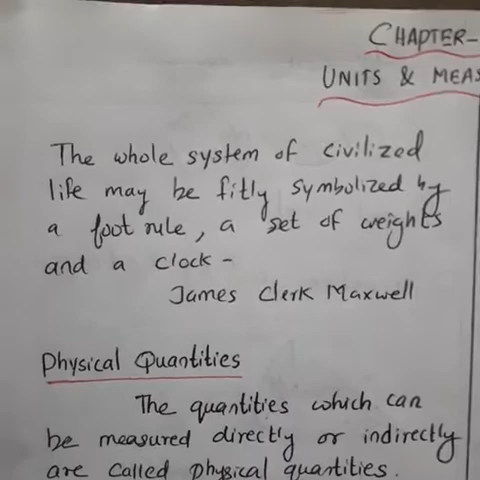 CHAPTER-
UNITS & MEAS
The whole system of civilized
life may be fitly symbolized by
a foot rule, a set of weights
and a clock -
James Clerk Maxwell
Physical Quantities
The quantities which can
be measured directly or indirectly
are called physical quantities.